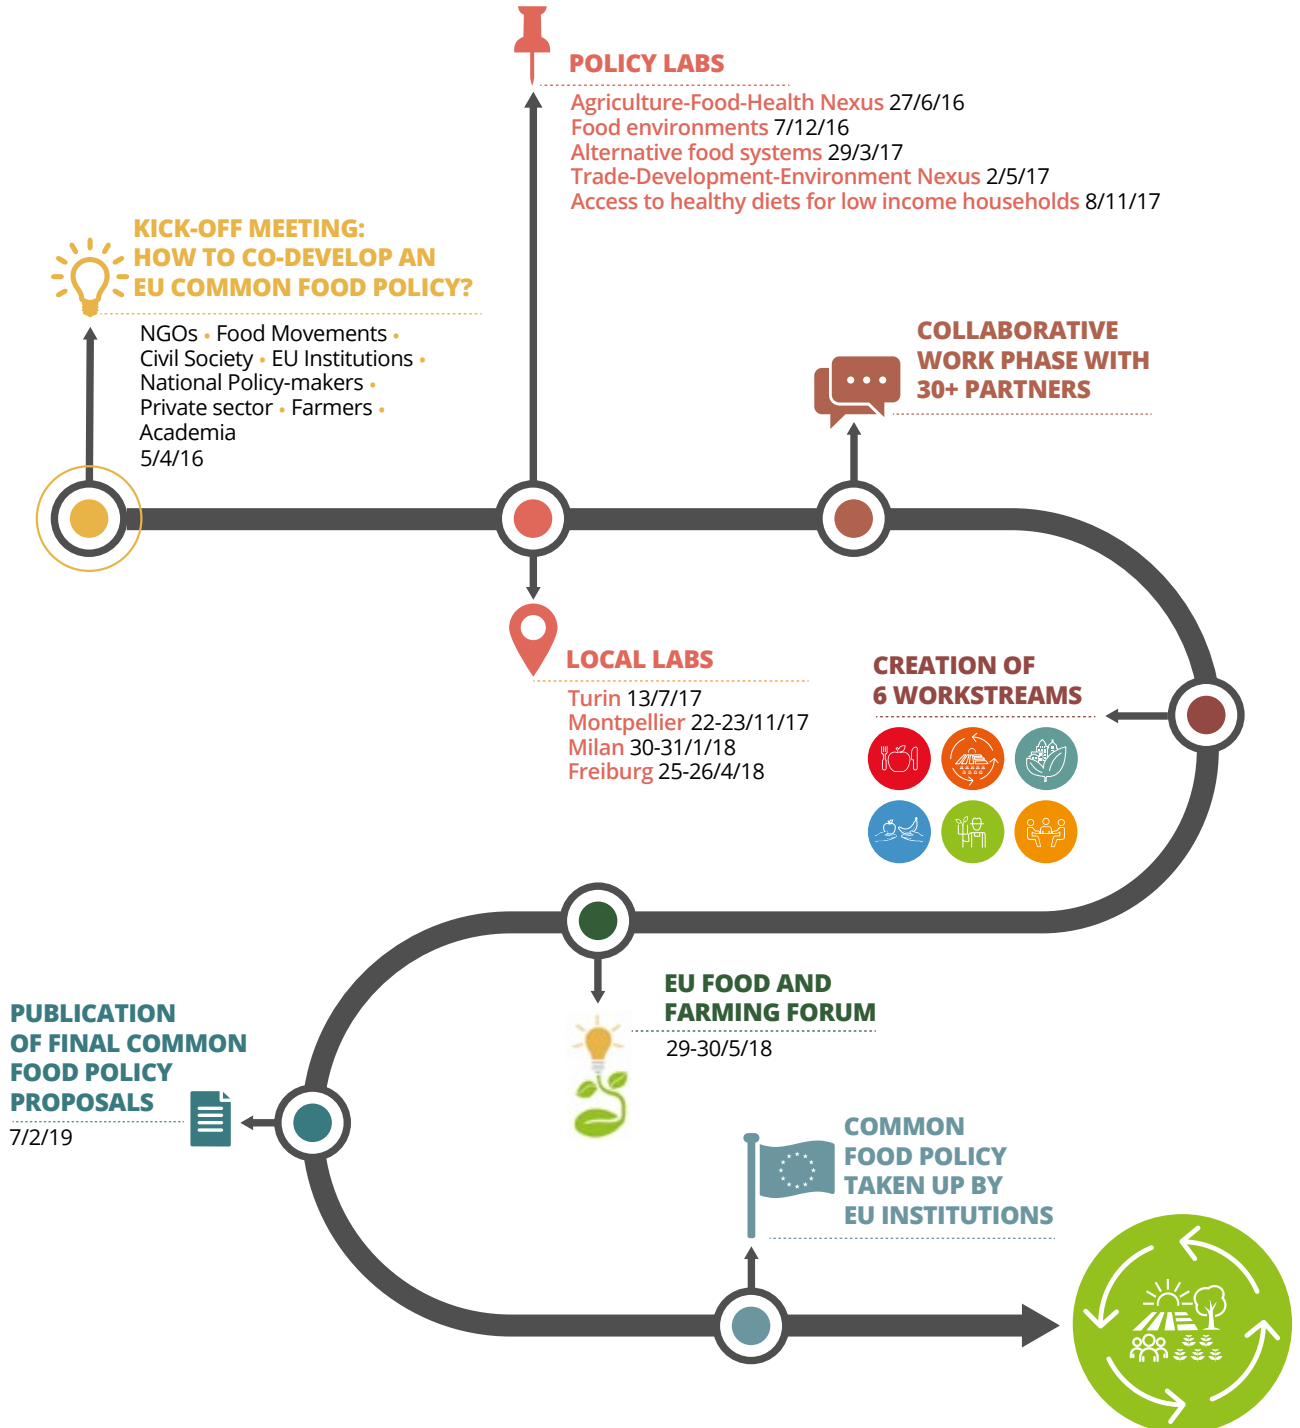 POLICY LABS
Agriculture-Food-Health Nexus 27/6/16
Food environments 7/12/16
Alternative food systems 29/3/17
Trade-Development-Environment Nexus 2/5/17
Access to healthy diets for low income households 8/11/17
KICK-OFF MEETING:
HOW TO CO-DEVELOP AN
EU COMMON FOOD POLICY?
NGOs • Food Movements •
Civil Society • EU Institutions •
National Policy-makers •
Private sector • Farmers •
Academia
5/4/16
COLLABORATIVE
WORK PHASE WITH
30+ PARTNERS
LOCAL LABS
Turin 13/7/17
Montpellier 22-23/11/17
Milan 30-31/1/18
Freiburg 25-26/4/18
CREATION OF
6 WORKSTREAMS
EU FOOD AND
FARMING FORUM
29-30/5/18
PUBLICATION
OF FINAL COMMON
FOOD POLICY
PROPOSALS
7/2/19
COMMON
FOOD POLICY
TAKEN UP BY
EU INSTITUTIONS